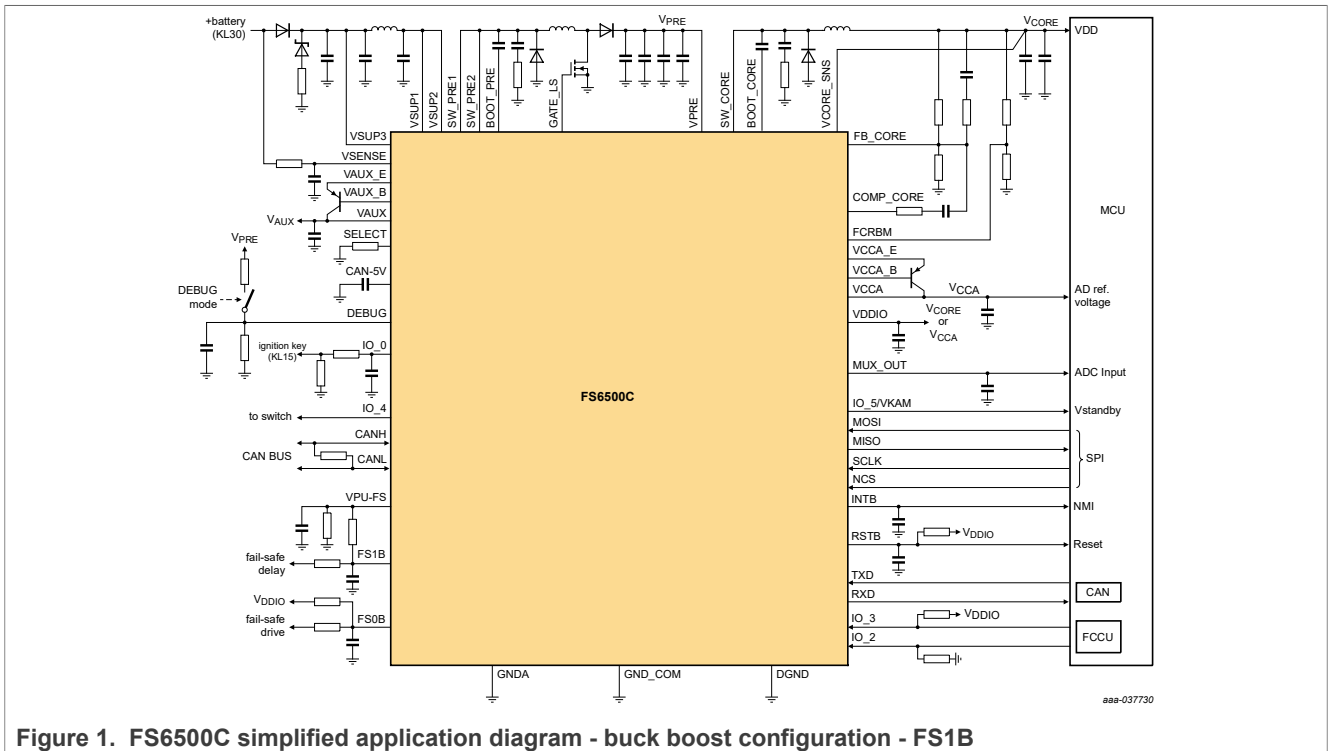 +battery
(KL30)
VPRE
VCORE
VDD
VSUP1
VSUP2
SW_PRE1
SW_PRE2
BOOT_PRE
GATE_LS
VPRE
SW_CORE
BOOT_CORE
VCORE_SNS
VSUP3
VSENSE
VAUX_E
VAUX_B
VAUX
VAUX
SELECT
VPRE
CAN-5V
DEBUG
mode
DEBUG
ignition key
(KL15)
IO_0
to switch
IO_4
CANH
CAN BUS
CANL
VPU-FS
fail-safe
delay
FS1B
VDDIO
fail-safe
drive
FS0B
FS6500C
GNDA
GND_COM
DGND
FB_CORE
COMP_CORE
FCRBM
VCCA_E
VCCA_B
VCCA
VCCA
VDDIO
VCORE
or
VCCA
MUX_OUT
IO_5/VKAM
MOSI
MISO
SCLK
NCS
INTB
RSTB
VDDIO
TXD
RXD
IO_3
VDDIO
IO_2
MCU
AD ref.
voltage
ADC Input
Vstandby
SPI
NMI
Reset
CAN
FCCU
aaa-037730
Figure 1. FS6500C simplified application diagram - buck boost configuration - FS1B